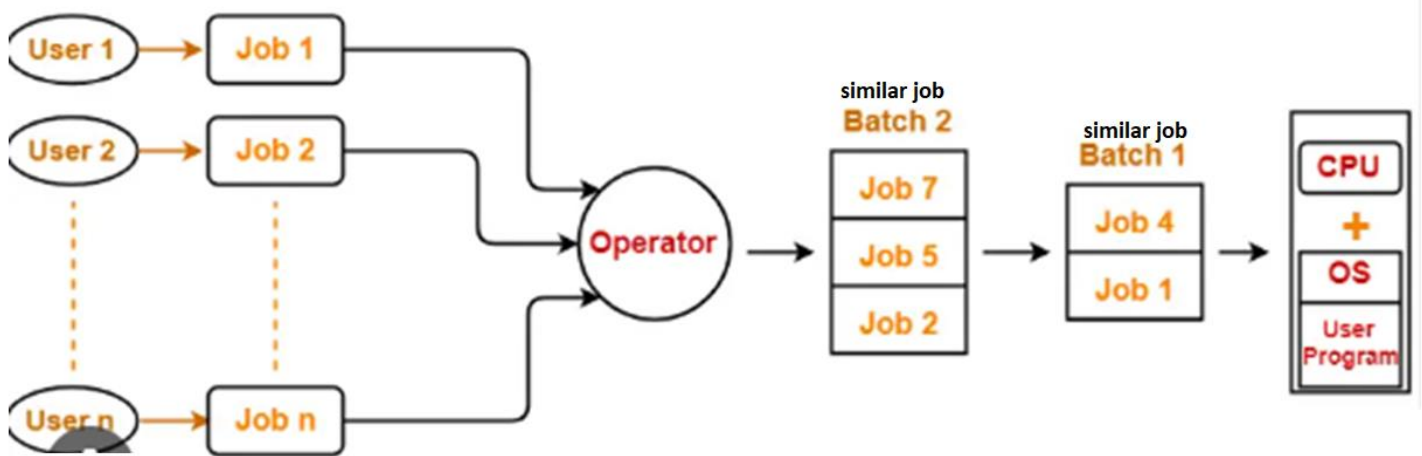 User 1
Job 1
User 2
Job 2
User n
Job n
Operator
similar job
Batch 2
Job 7
Job 5
Job 2
similar job
Batch 1
Job 4
Job 1
CPU
+
OS
User
Program